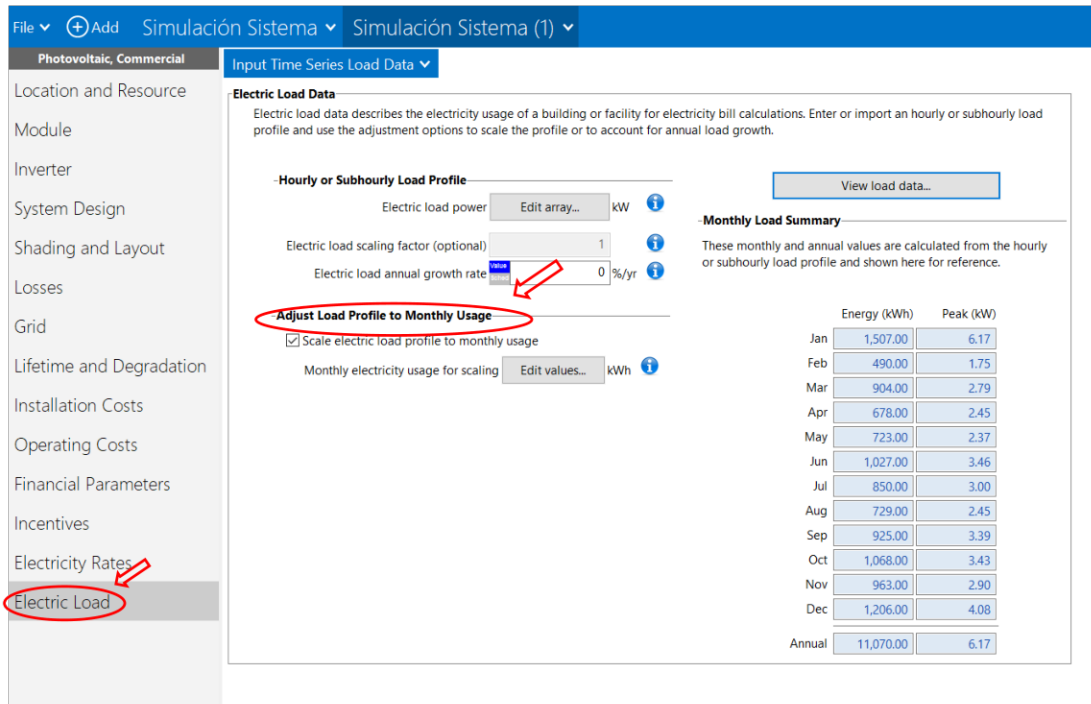 File Add Simulación Sistema Simulación Sistema (1)
Photovoltaic, Commercial
Location and Resource
Module
Inverter
System Design
Shading and Layout
Losses
Grid
Lifetime and Degradation
Installation Costs
Operating Costs
Financial Parameters
Incentives
Electricity Rates
Electric Load
Input Time Series Load Data
Electric Load Data
Electric load data describes the electricity usage of a building or facility for electricity bill calculations. Enter or import an hourly or subhourly load
profile and use the adjustment options to scale the profile or to account for annual load growth.
Hourly or Subhourly Load Profile
Electric load power Edit array... kW
Electric load scaling factor (optional) 1
Electric load annual growth rate Value 0 %/yr
Adjust Load Profile to Monthly Usage
Scale electric load profile to monthly usage
Monthly electricity usage for scaling Edit values... kWh
View load data...
Monthly Load Summary
These monthly and annual values are calculated from the hourly
or subhourly load profile and shown here for reference.
Energy (kWh) Peak (kW)
Jan 1,507.00 6.17
Feb 490.00 1.75
Mar 904.00 2.79
Apr 678.00 2.45
May 723.00 2.37
Jun 1,027.00 3.46
Jul 850.00 3.00
Aug 729.00 2.45
Sep 925.00 3.39
Oct 1,068.00 3.43
Nov 963.00 2.90
Dec 1,206.00 4.08
Annual 11,070.00 6.17